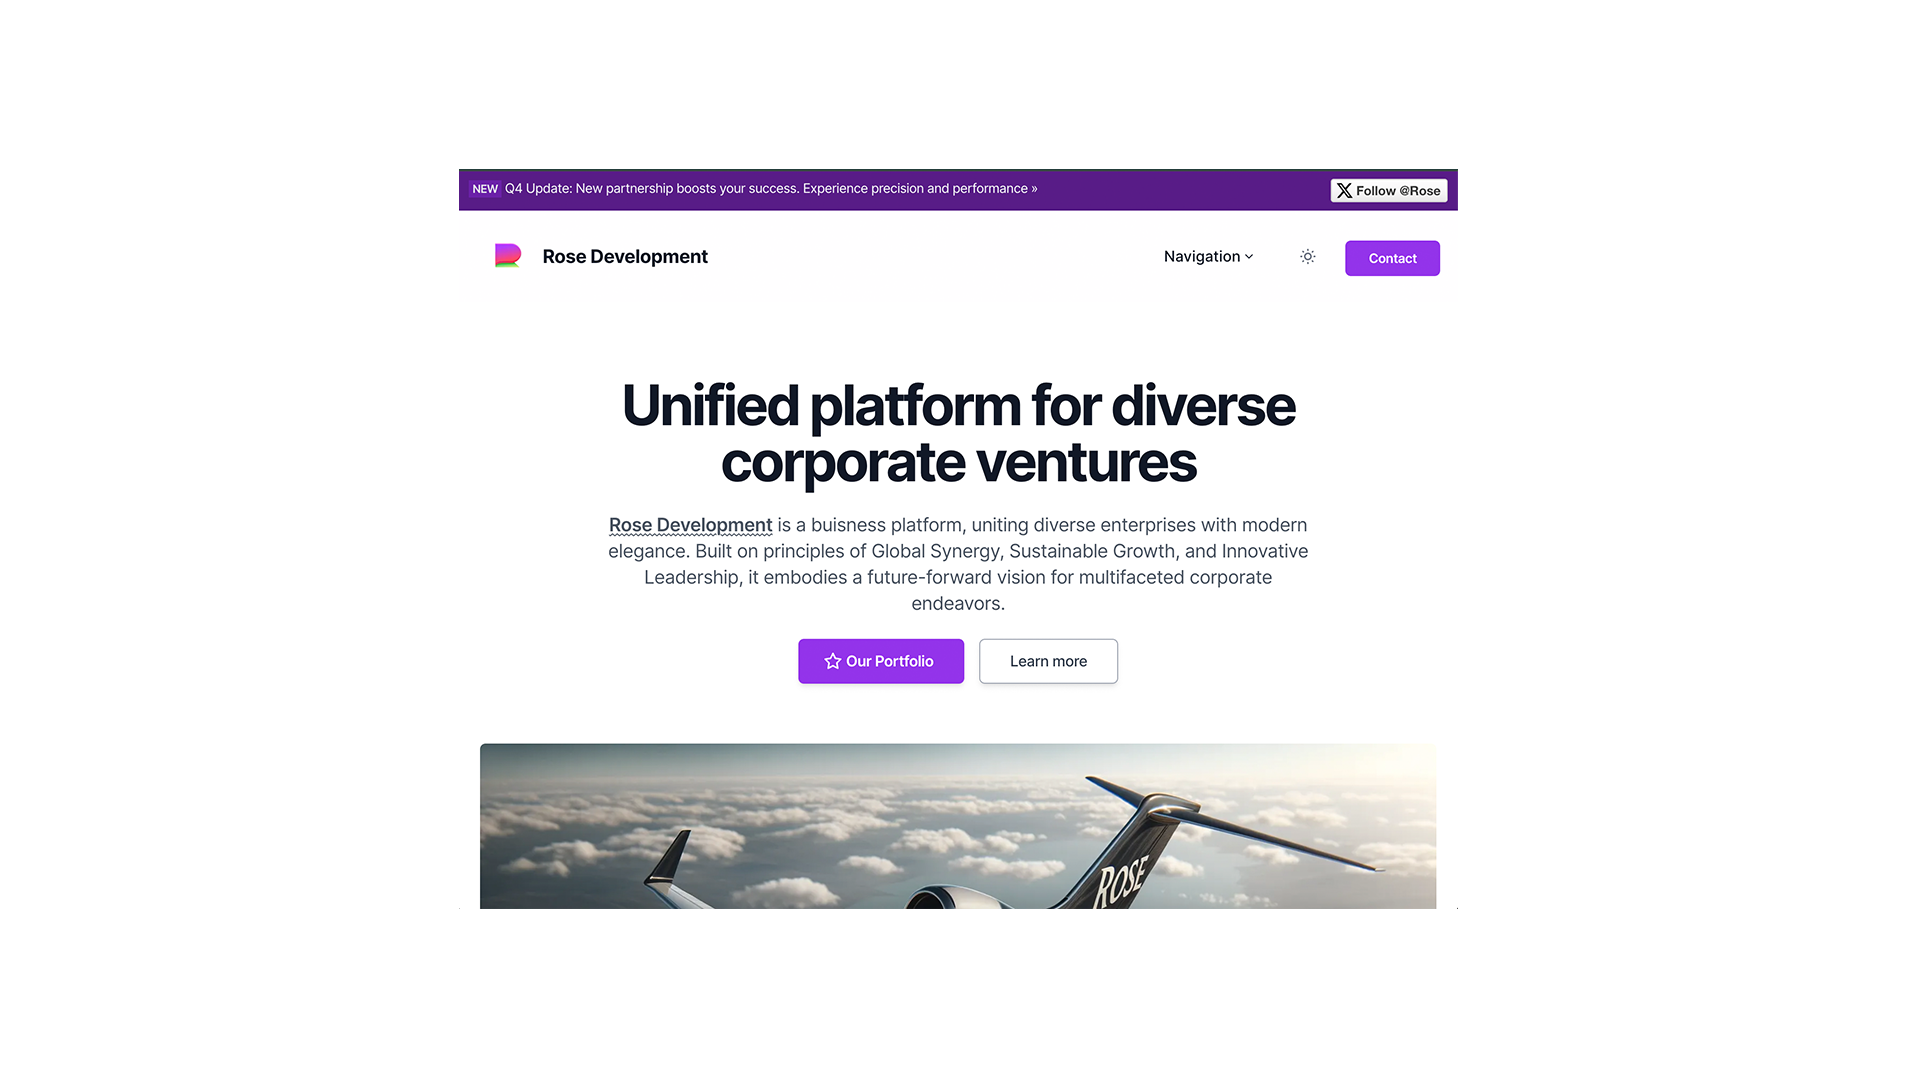 NEW Q4 Update: New partnership boosts your success. Experience precision and performance »
Follow @Rose
Rose Development
Navigation
Contact
Unified platform for diverse
corporate ventures
Rose Development is a buisness platform, uniting diverse enterprises with modern
elegance. Built on principles of Global Synergy, Sustainable Growth, and Innovative
Leadership, it embodies a future-forward vision for multifaceted corporate
endeavors.
Our Portfolio
Learn more
ROSE